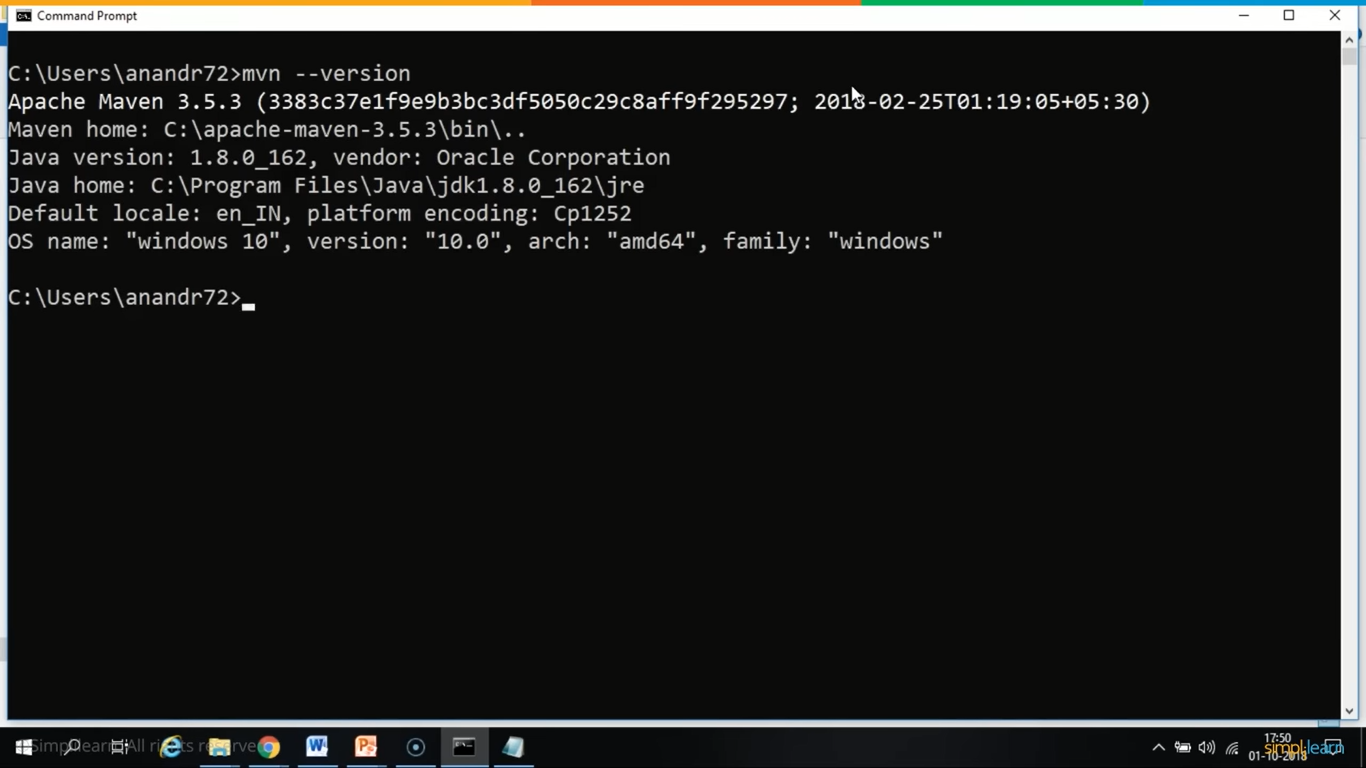 Command Prompt
C:\Users\anandr72>mvn --version
Apache Maven 3.5.3 (3383c37e1f9e9b3bc3df5050c29c8aff9f295297; 2018-02-25T01:19:05+05:30)
Maven home: C:\apache-maven-3.5.3\bin\..
Java version: 1.8.0_162, vendor: Oracle Corporation
Java home: C:\Program Files\Java\jdk1.8.0_162\jre
Default locale: en_IN, platform encoding: Cp1252
OS name: "windows 10", version: "10.0", arch: "amd64", family: "windows"
C:\Users\anandr72>
Simplilearn. All rights reserved
17:50
01-10-2018
simplilearn